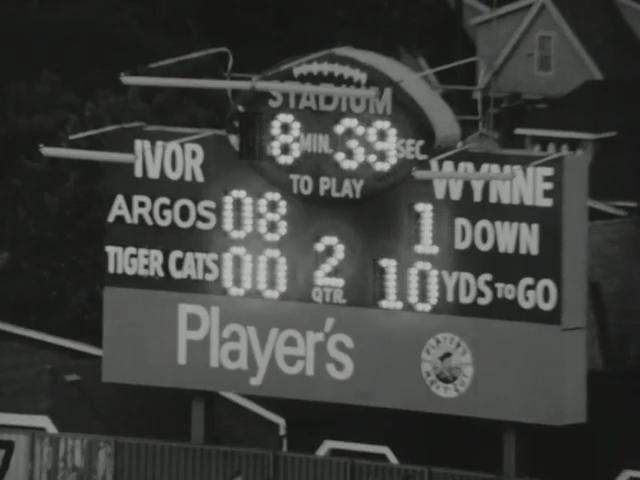 STADIUM
8 MIN. 39 SEC.
IVOR WYNNE
TO PLAY
ARGOS 08 1 DOWN
TIGER CATS 00 2 QTR. 10 YDS TO GO
Player's